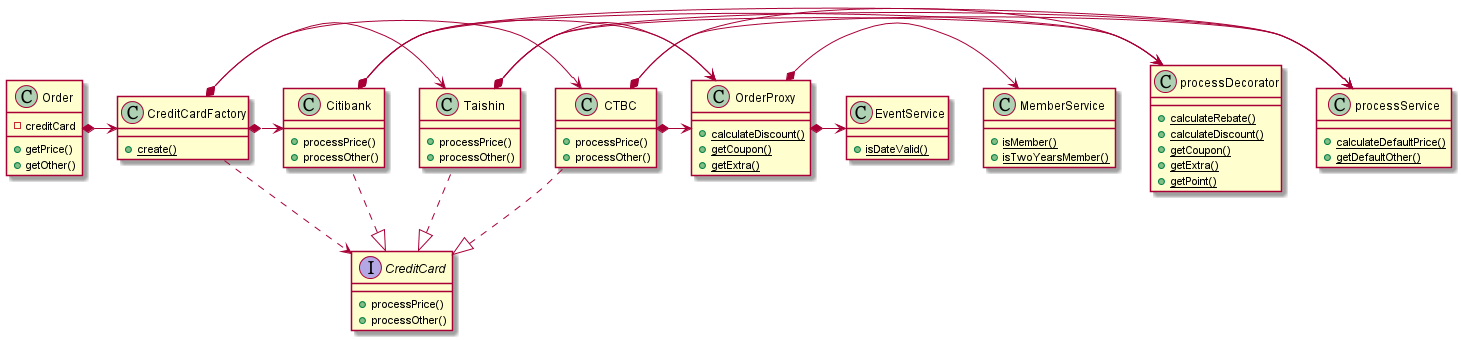 C Order
creditCard
getPrice()
getOther()
C CreditCardFactory
create()
C Citibank
processPrice()
processOther()
C Taishin
processPrice()
processOther()
C CTBC
processPrice()
processOther()
C OrderProxy
calculateDiscount()
getCoupon()
getExtra()
C EventService
isDateValid()
C MemberService
isMember()
isTwoYearsMember()
C processDecorator
calculateRebate()
calculateDiscount()
getCoupon()
getExtra()
getPoint()
C processService
calculateDefaultPrice()
getDefaultOther()
I CreditCard
processPrice()
processOther()